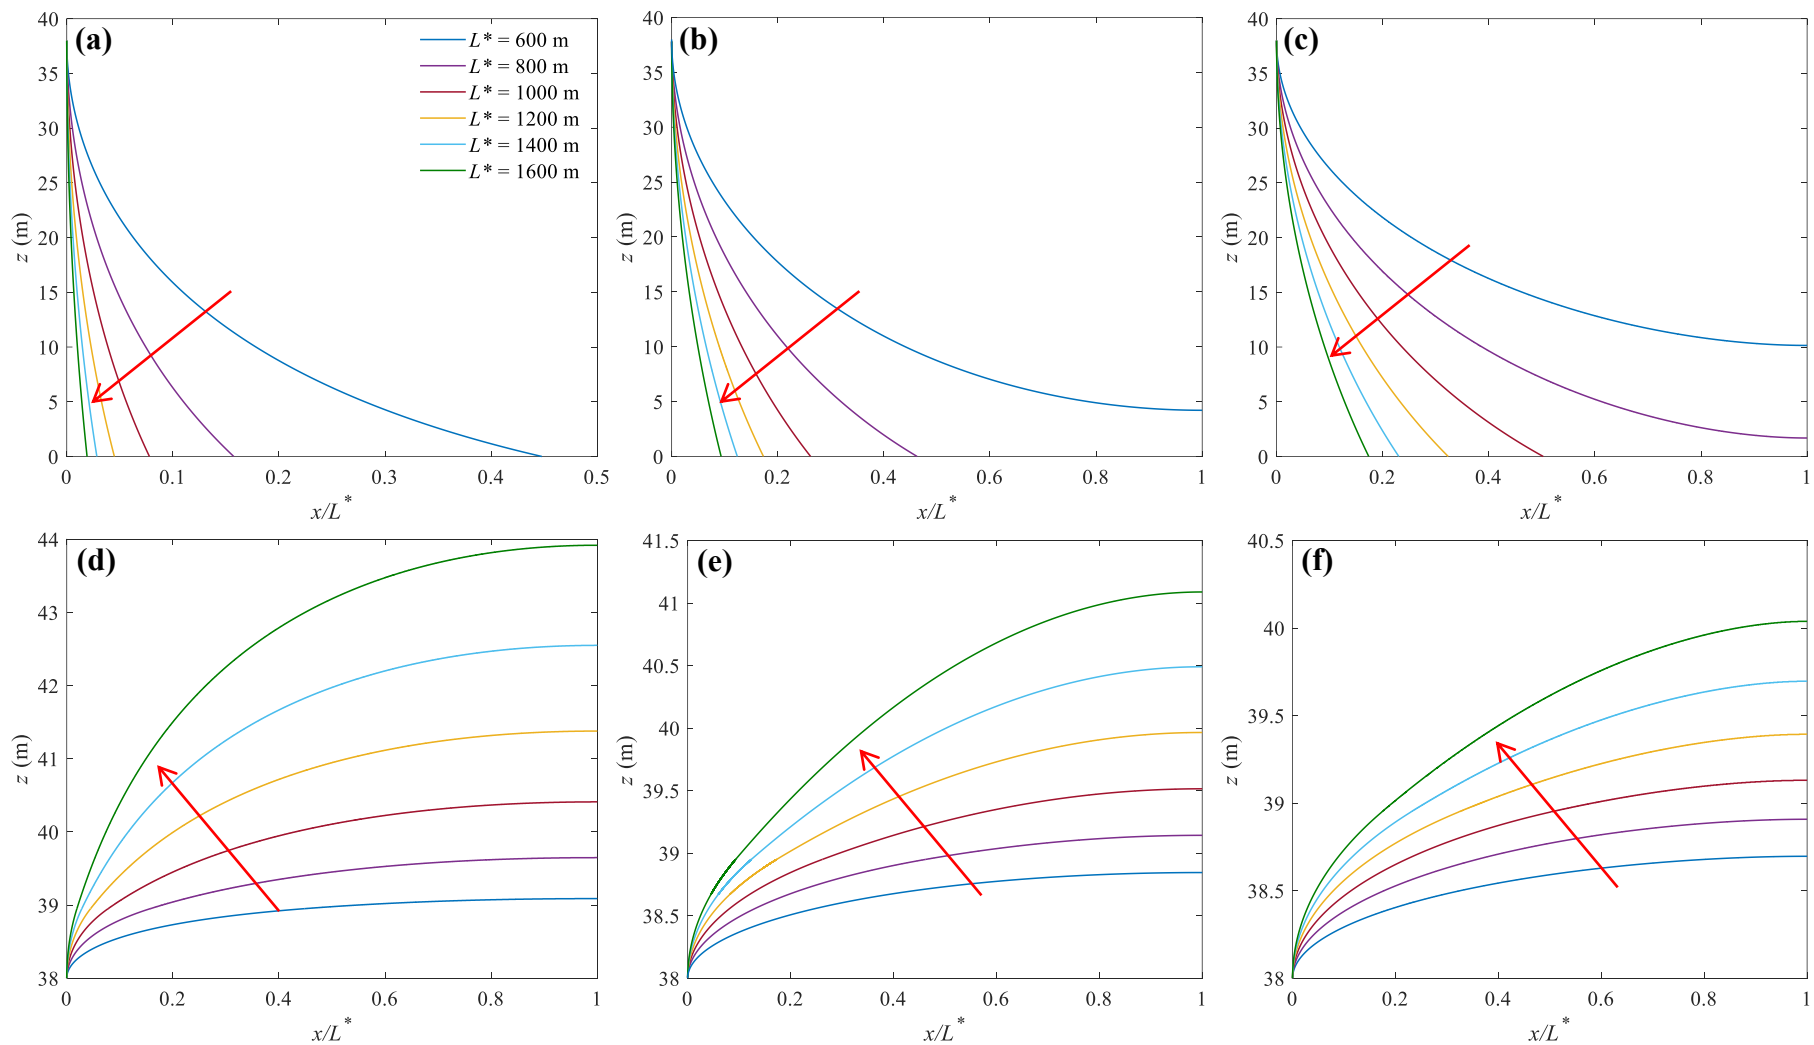 (a)
L* = 600 m
L* = 800 m
L* = 1000 m
L* = 1200 m
L* = 1400 m
L* = 1600 m
40
35
30
25
20
15
10
5
0
z (m)
0 0.1 0.2 0.3 0.4 0.5
x/L*
(b)
40
35
30
25
20
15
10
5
0
z (m)
0 0.2 0.4 0.6 0.8 1
x/L*
(c)
40
35
30
25
20
15
10
5
0
z (m)
0 0.2 0.4 0.6 0.8 1
x/L*
(d)
44
43
42
41
40
39
38
z (m)
0 0.2 0.4 0.6 0.8 1
x/L*
(e)
41.5
41
40.5
40
39.5
39
38.5
38
z (m)
0 0.2 0.4 0.6 0.8 1
x/L*
(f)
40.5
40
39.5
39
38.5
38
z (m)
0 0.2 0.4 0.6 0.8 1
x/L*